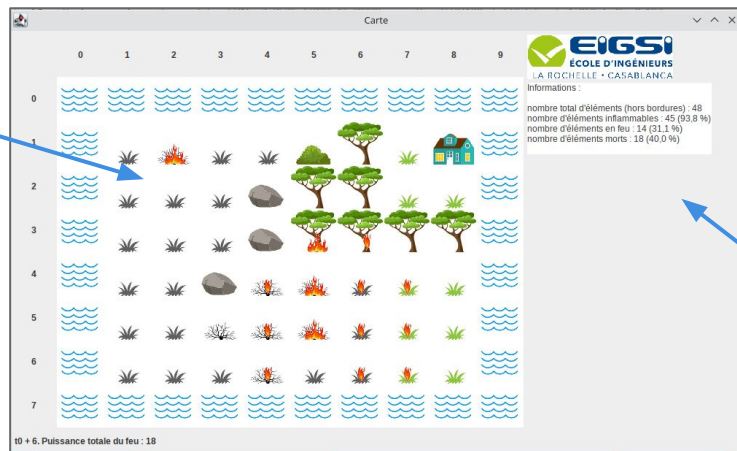 Carte
EIGSI
ÉCOLE D'INGÉNIEURS
LA ROCHELLE • CASABLANCA
0 1 2 3 4 5 6 7 8 9
Informations :
nombre total d'éléments (hors bordures) : 48
nombre d'éléments inflammables : 45 (93,8 %)
nombre d'éléments en feu : 14 (31,1 %)
nombre d'éléments morts : 18 (40,0 %)
0
1
2
3
4
5
6
7
t0 + 6. Puissance totale du feu : 18